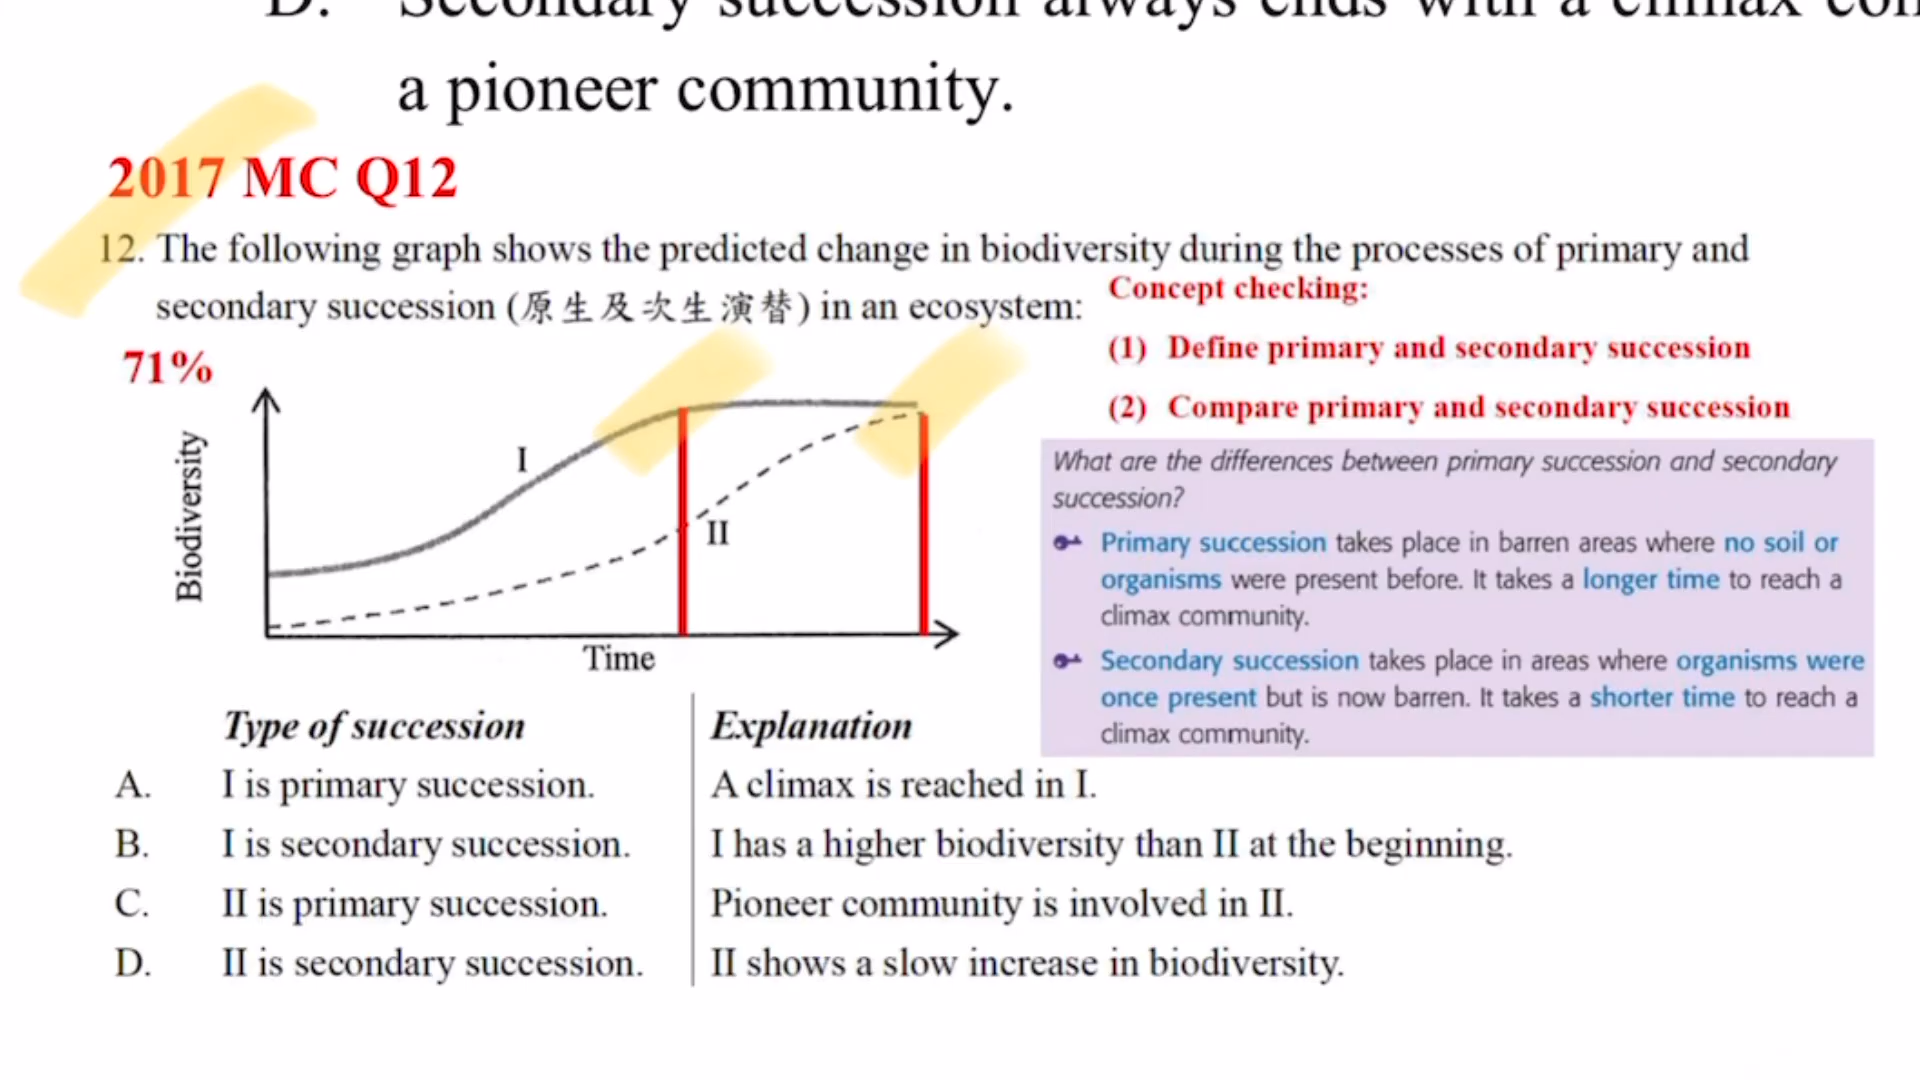 D. Secondary succession always ends with a climax
a pioneer community.
2017 MC Q12
12. The following graph shows the predicted change in biodiversity during the processes of primary and
secondary succession (原生及次生演替) in an ecosystem:
Concept checking:
(1) Define primary and secondary succession
(2) Compare primary and secondary succession
71%
Biodiversity
I
II
Time
What are the differences between primary succession and secondary
succession?
Primary succession takes place in barren areas where no soil or
organisms were present before. It takes a longer time to reach a
climax community.
Secondary succession takes place in areas where organisms were
once present but is now barren. It takes a shorter time to reach a
climax community.
Type of succession Explanation
A. I is primary succession. A climax is reached in I.
B. I is secondary succession. I has a higher biodiversity than II at the beginning.
C. II is primary succession. Pioneer community is involved in II.
D. II is secondary succession. II shows a slow increase in biodiversity.